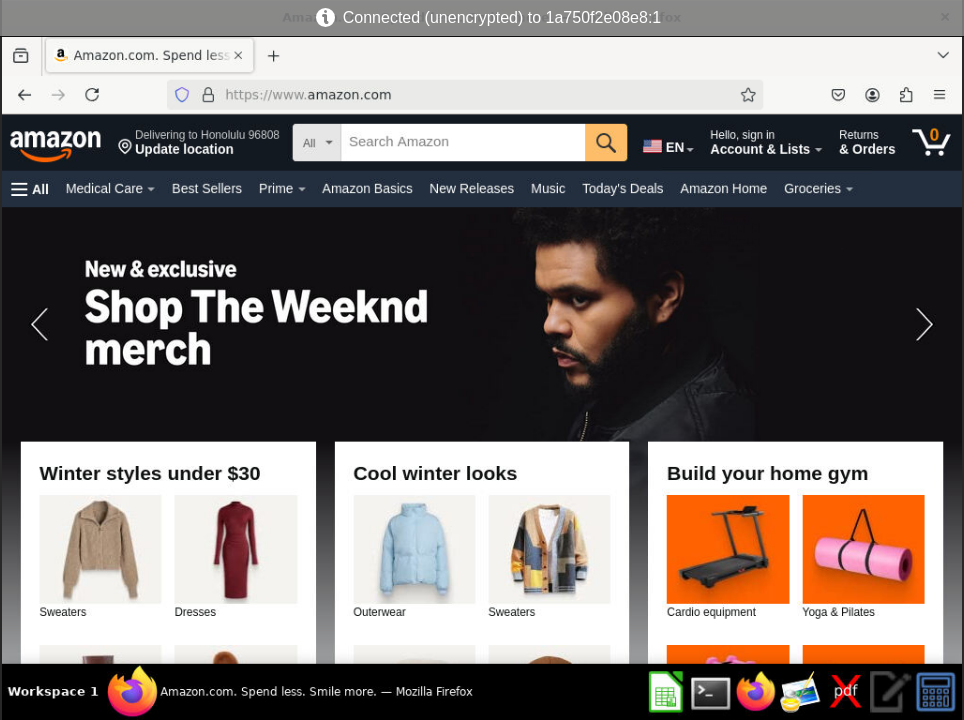 Connected (unencrypted) to 1a750f2e08e8:1
Amazon.com. Spend less
https://www.amazon.com
amazon
Delivering to Honolulu 96808
Update location
All
Search Amazon
EN
Hello, sign in
Account & Lists
Returns
& Orders
0
All
Medical Care
Best Sellers
Prime
Amazon Basics
New Releases
Music
Today's Deals
Amazon Home
Groceries
New & exclusive
Shop The Weeknd
merch
Winter styles under $30
Cool winter looks
Build your home gym
Sweaters
Dresses
Outerwear
Sweaters
Cardio equipment
Yoga & Pilates
Workspace 1
Amazon.com. Spend less. Smile more. — Mozilla Firefox
pdf